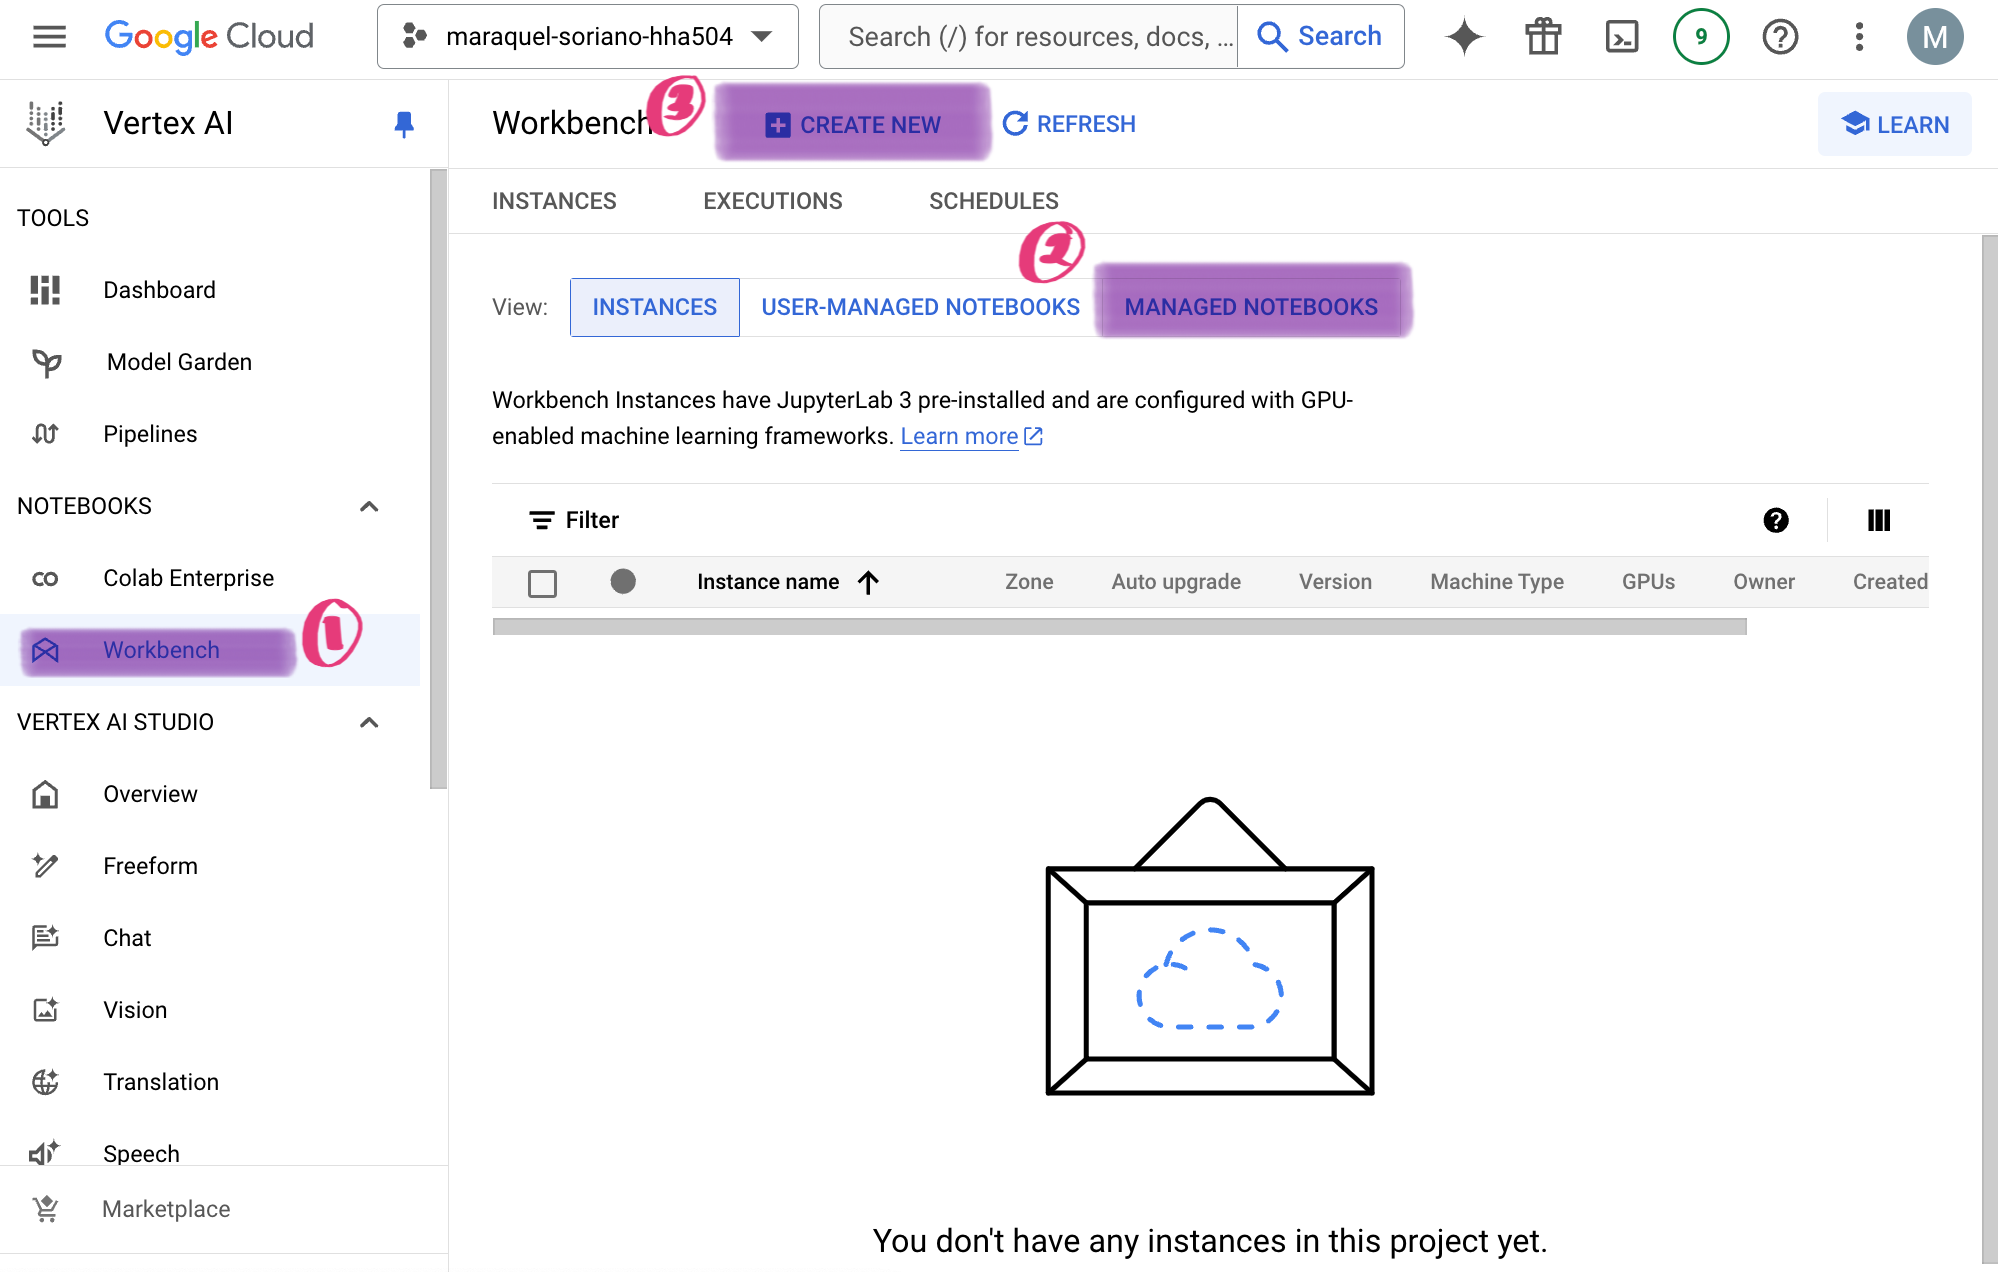 Google Cloud
maraquel-soriano-hha504
Search (/) for resources, docs, ...
Search
9
M
Vertex AI
Workbench
3
CREATE NEW
REFRESH
LEARN
TOOLS
Dashboard
Model Garden
Pipelines
NOTEBOOKS
Colab Enterprise
Workbench
1
VERTEX AI STUDIO
Overview
Freeform
Chat
Vision
Translation
Speech
Marketplace
INSTANCES EXECUTIONS SCHEDULES
2
View: INSTANCES USER-MANAGED NOTEBOOKS MANAGED NOTEBOOKS
Workbench Instances have JupyterLab 3 pre-installed and are configured with GPU-
enabled machine learning frameworks. Learn more
Filter
Instance name Zone Auto upgrade Version Machine Type GPUs Owner Created
You don't have any instances in this project yet.